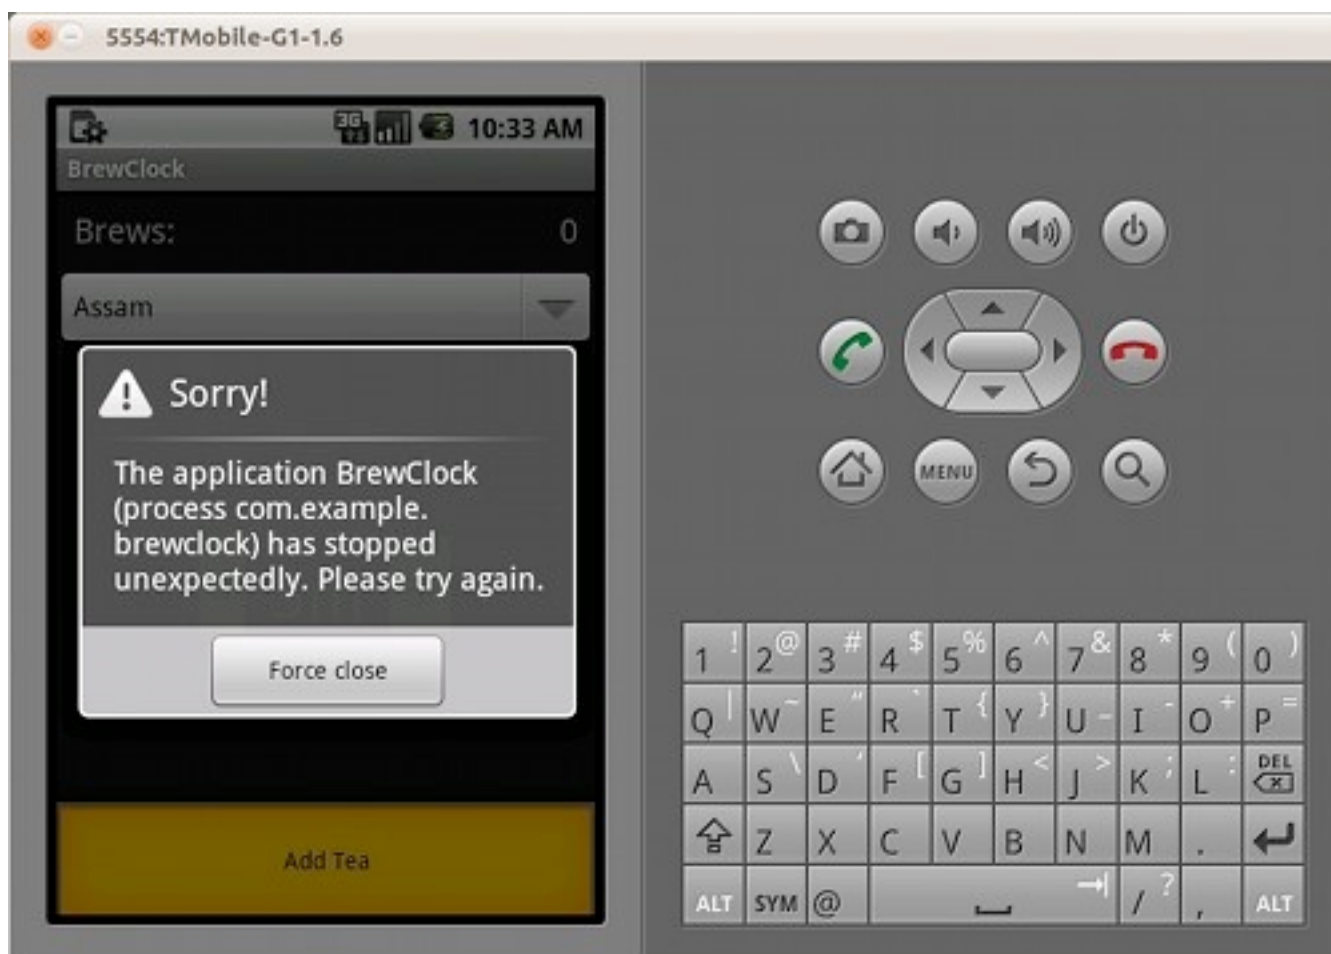 5554:TMobile-G1-1.6
3G 10:33 AM
BrewClock
Brews: 0
Assam
Sorry!
The application BrewClock
(process com.example.
brewclock) has stopped
unexpectedly. Please try again.
Force close
Add Tea
MENU
1 ! 2 @ 3 # 4 $ 5 % 6 ^ 7 & 8 * 9 ( 0 )
Q | W ~ E " R ` T { Y } U _ I - O + P =
A S \ D ' F [ G ] H < J > K ; L : DEL
Z X C V B N M .
ALT SYM @ / ? , ALT